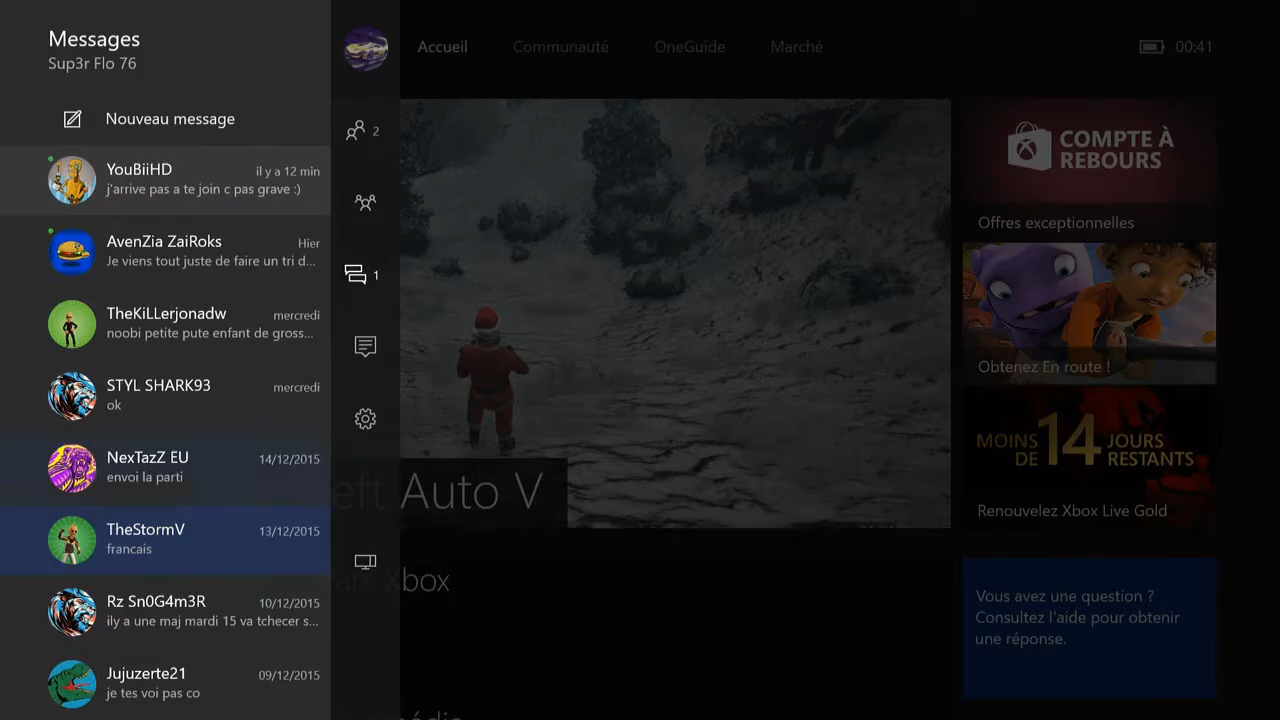 Messages
Sup3r Flo 76
Nouveau message
YouBiiHD
il y a 12 min
j'arrive pas a te join c pas grave :)
AvenZia ZaiRoks
Hier
Je viens tout juste de faire un tri d...
TheKiLLerjonadw
mercredi
noobi petite pute enfant de gross...
STYL SHARK93
mercredi
ok
NexTazZ EU
14/12/2015
envoi la parti
TheStormV
13/12/2015
francais
Rz Sn0G4m3R
10/12/2015
ily a une maj mardi 15 va tchecer s...
Jujuzerte21
09/12/2015
je tes voi pas co
2
1
Accueil
Communauté
OneGuide
Marché
00:41
eft Auto V
Xbox
COMPTE À
REBOURS
Offres exceptionnelles
Obtenez En route !
MOINS
DE
14
JOURS
RESTANTS
Renouvelez Xbox Live Gold
Vous avez une question ?
Consultez l'aide pour obtenir
une réponse.